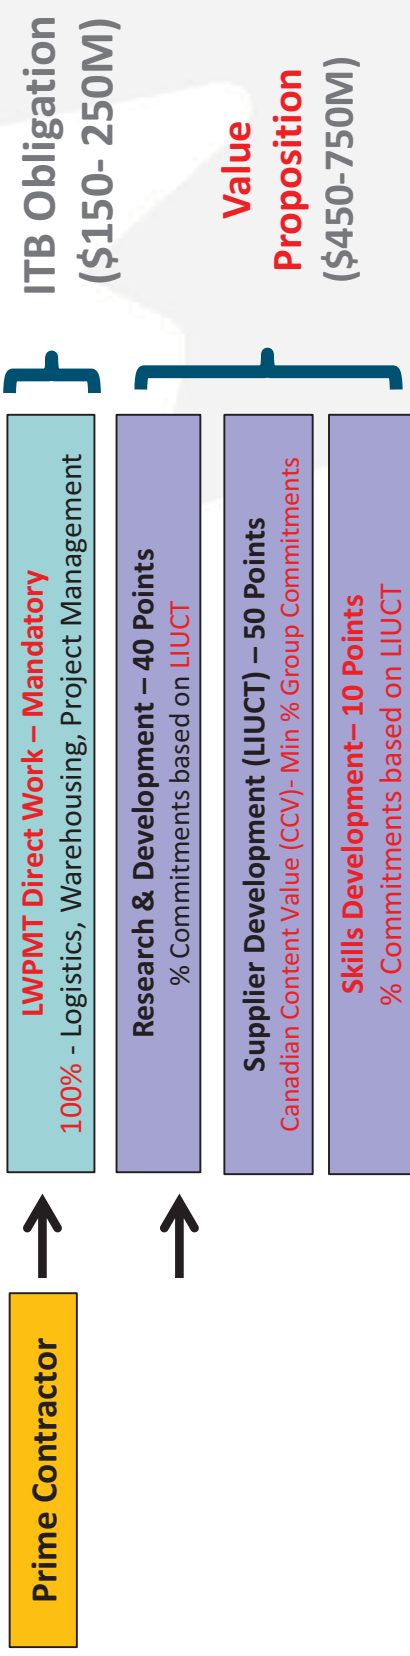 Prime Contractor
LWPMT Direct Work – Mandatory
100% - Logistics, Warehousing, Project Management
ITB Obligation
($150- 250M)
Research & Development – 40 Points
% Commitments based on LIUCT
Supplier Development (LIUCT) – 50 Points
Canadian Content Value (CCV)- Min % Group Commitments
Skills Development– 10 Points
% Commitments based on LIUCT
Value
Proposition
($450-750M)